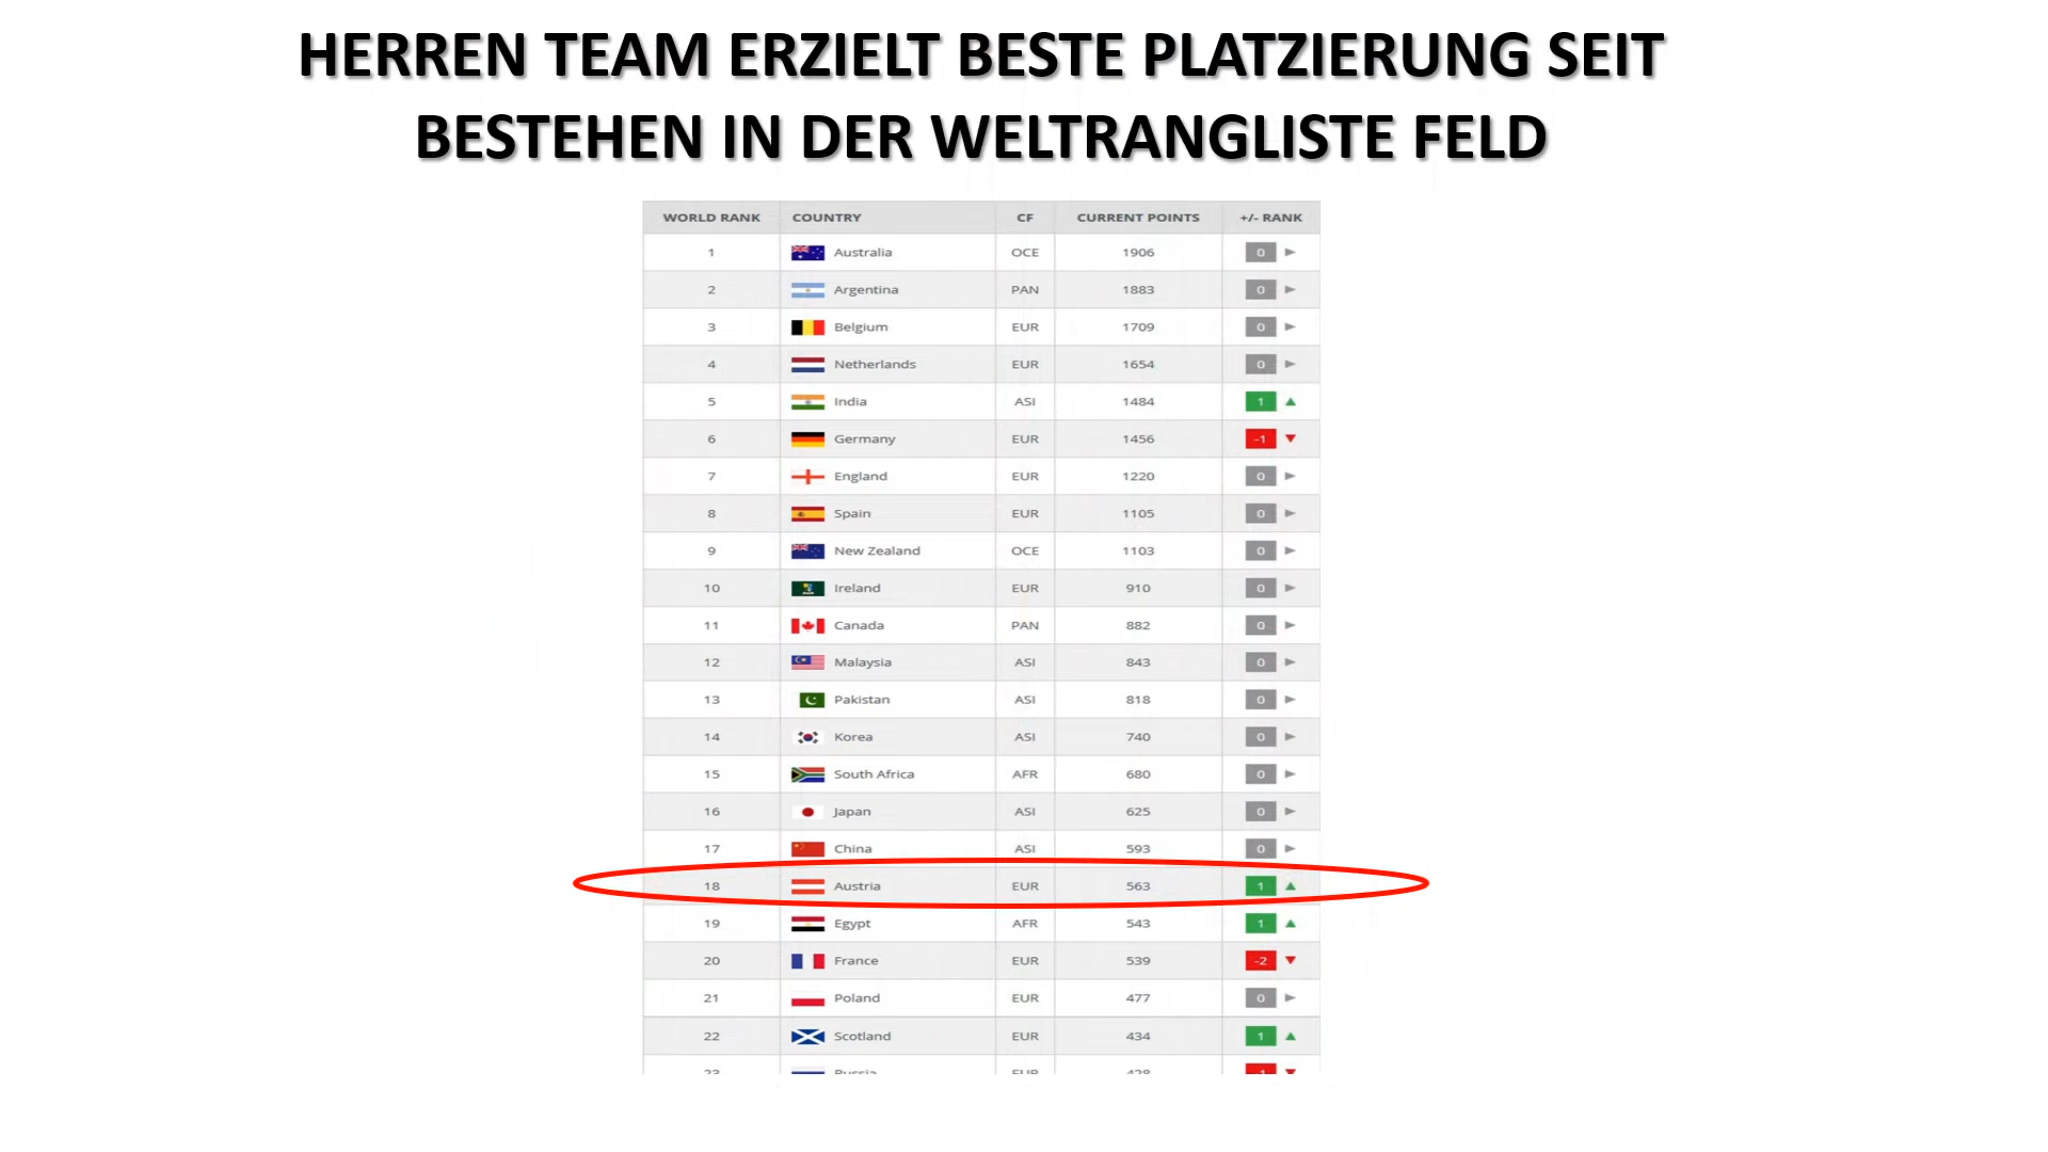 HERREN TEAM ERZIELT BESTE PLATZIERUNG SEIT
BESTEHEN IN DER WELTRANGLISTE FELD
WORLD RANK COUNTRY CF CURRENT POINTS +/- RANK
1 Australia OCE 1906 0
2 Argentina PAN 1883 0
3 Belgium EUR 1709 0
4 Netherlands EUR 1654 0
5 India ASI 1484 1
6 Germany EUR 1456 -1
7 England EUR 1220 0
8 Spain EUR 1105 0
9 New Zealand OCE 1103 0
10 Ireland EUR 910 0
11 Canada PAN 882 0
12 Malaysia ASI 843 0
13 Pakistan ASI 818 0
14 Korea ASI 740 0
15 South Africa AFR 680 0
16 Japan ASI 625 0
17 China ASI 593 0
18 Austria EUR 563 1
19 Egypt AFR 543 1
20 France EUR 539 -2
21 Poland EUR 477 0
22 Scotland EUR 434 1
23 Russia EUR 428 -1